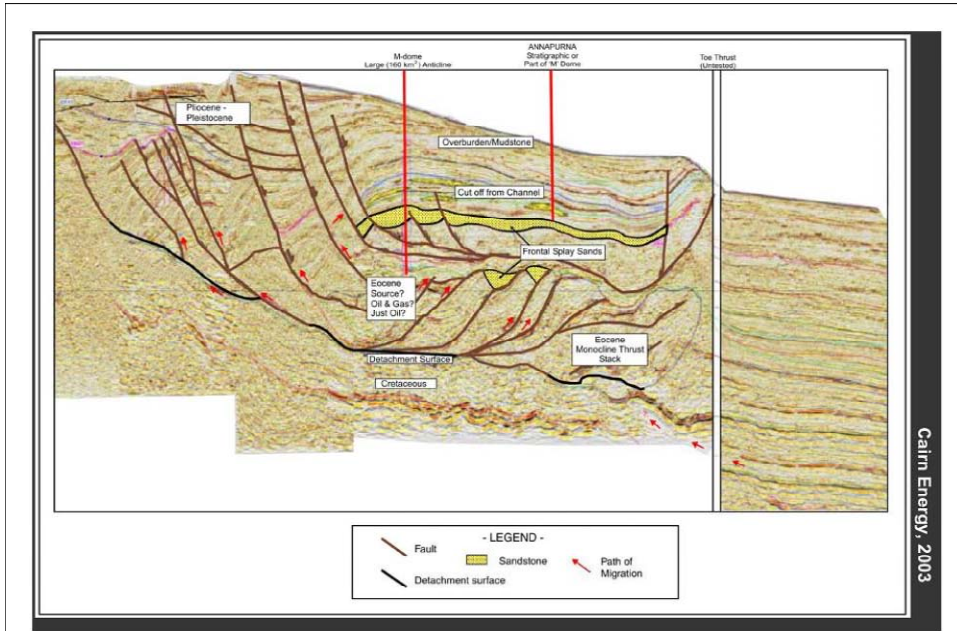 M-dome
Large (160 km²) Anticline
ANNAPURNA
Stratigraphic or
Part of 'M' Dome
Toe Thrust
(Untested)
Pliocene -
Pleistocene
Overburden/Mudstone
Cut off from Channel
Frontal Splay Sands
Eocene
Source?
Oil & Gas?
Just Oil?
Eocene
Monocline Thrust
Stack
Detachment Surface
Cretaceous
- LEGEND -
Fault
Sandstone
Path of
Migration
Detachment surface
Cairn Energy, 2003